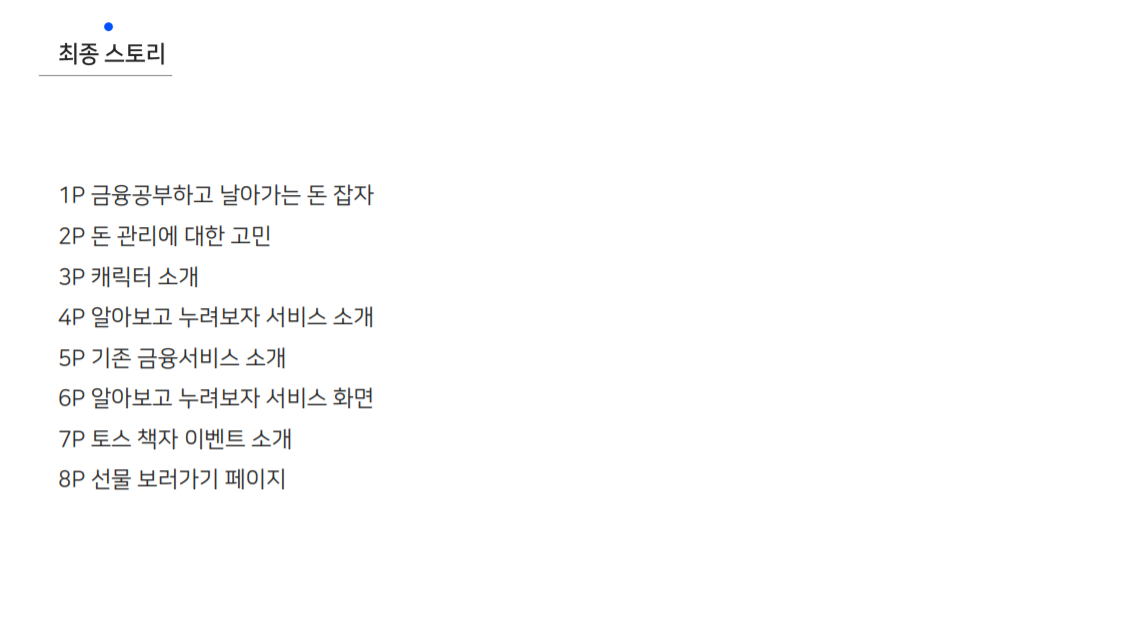 최종 스토리
1P 금융공부하고 날아가는 돈 잡자
2P 돈 관리에 대한 고민
3P 캐릭터 소개
4P 알아보고 누려보자 서비스 소개
5P 기존 금융서비스 소개
6P 알아보고 누려보자 서비스 화면
7P 토스 책자 이벤트 소개
8P 선물 보러가기 페이지